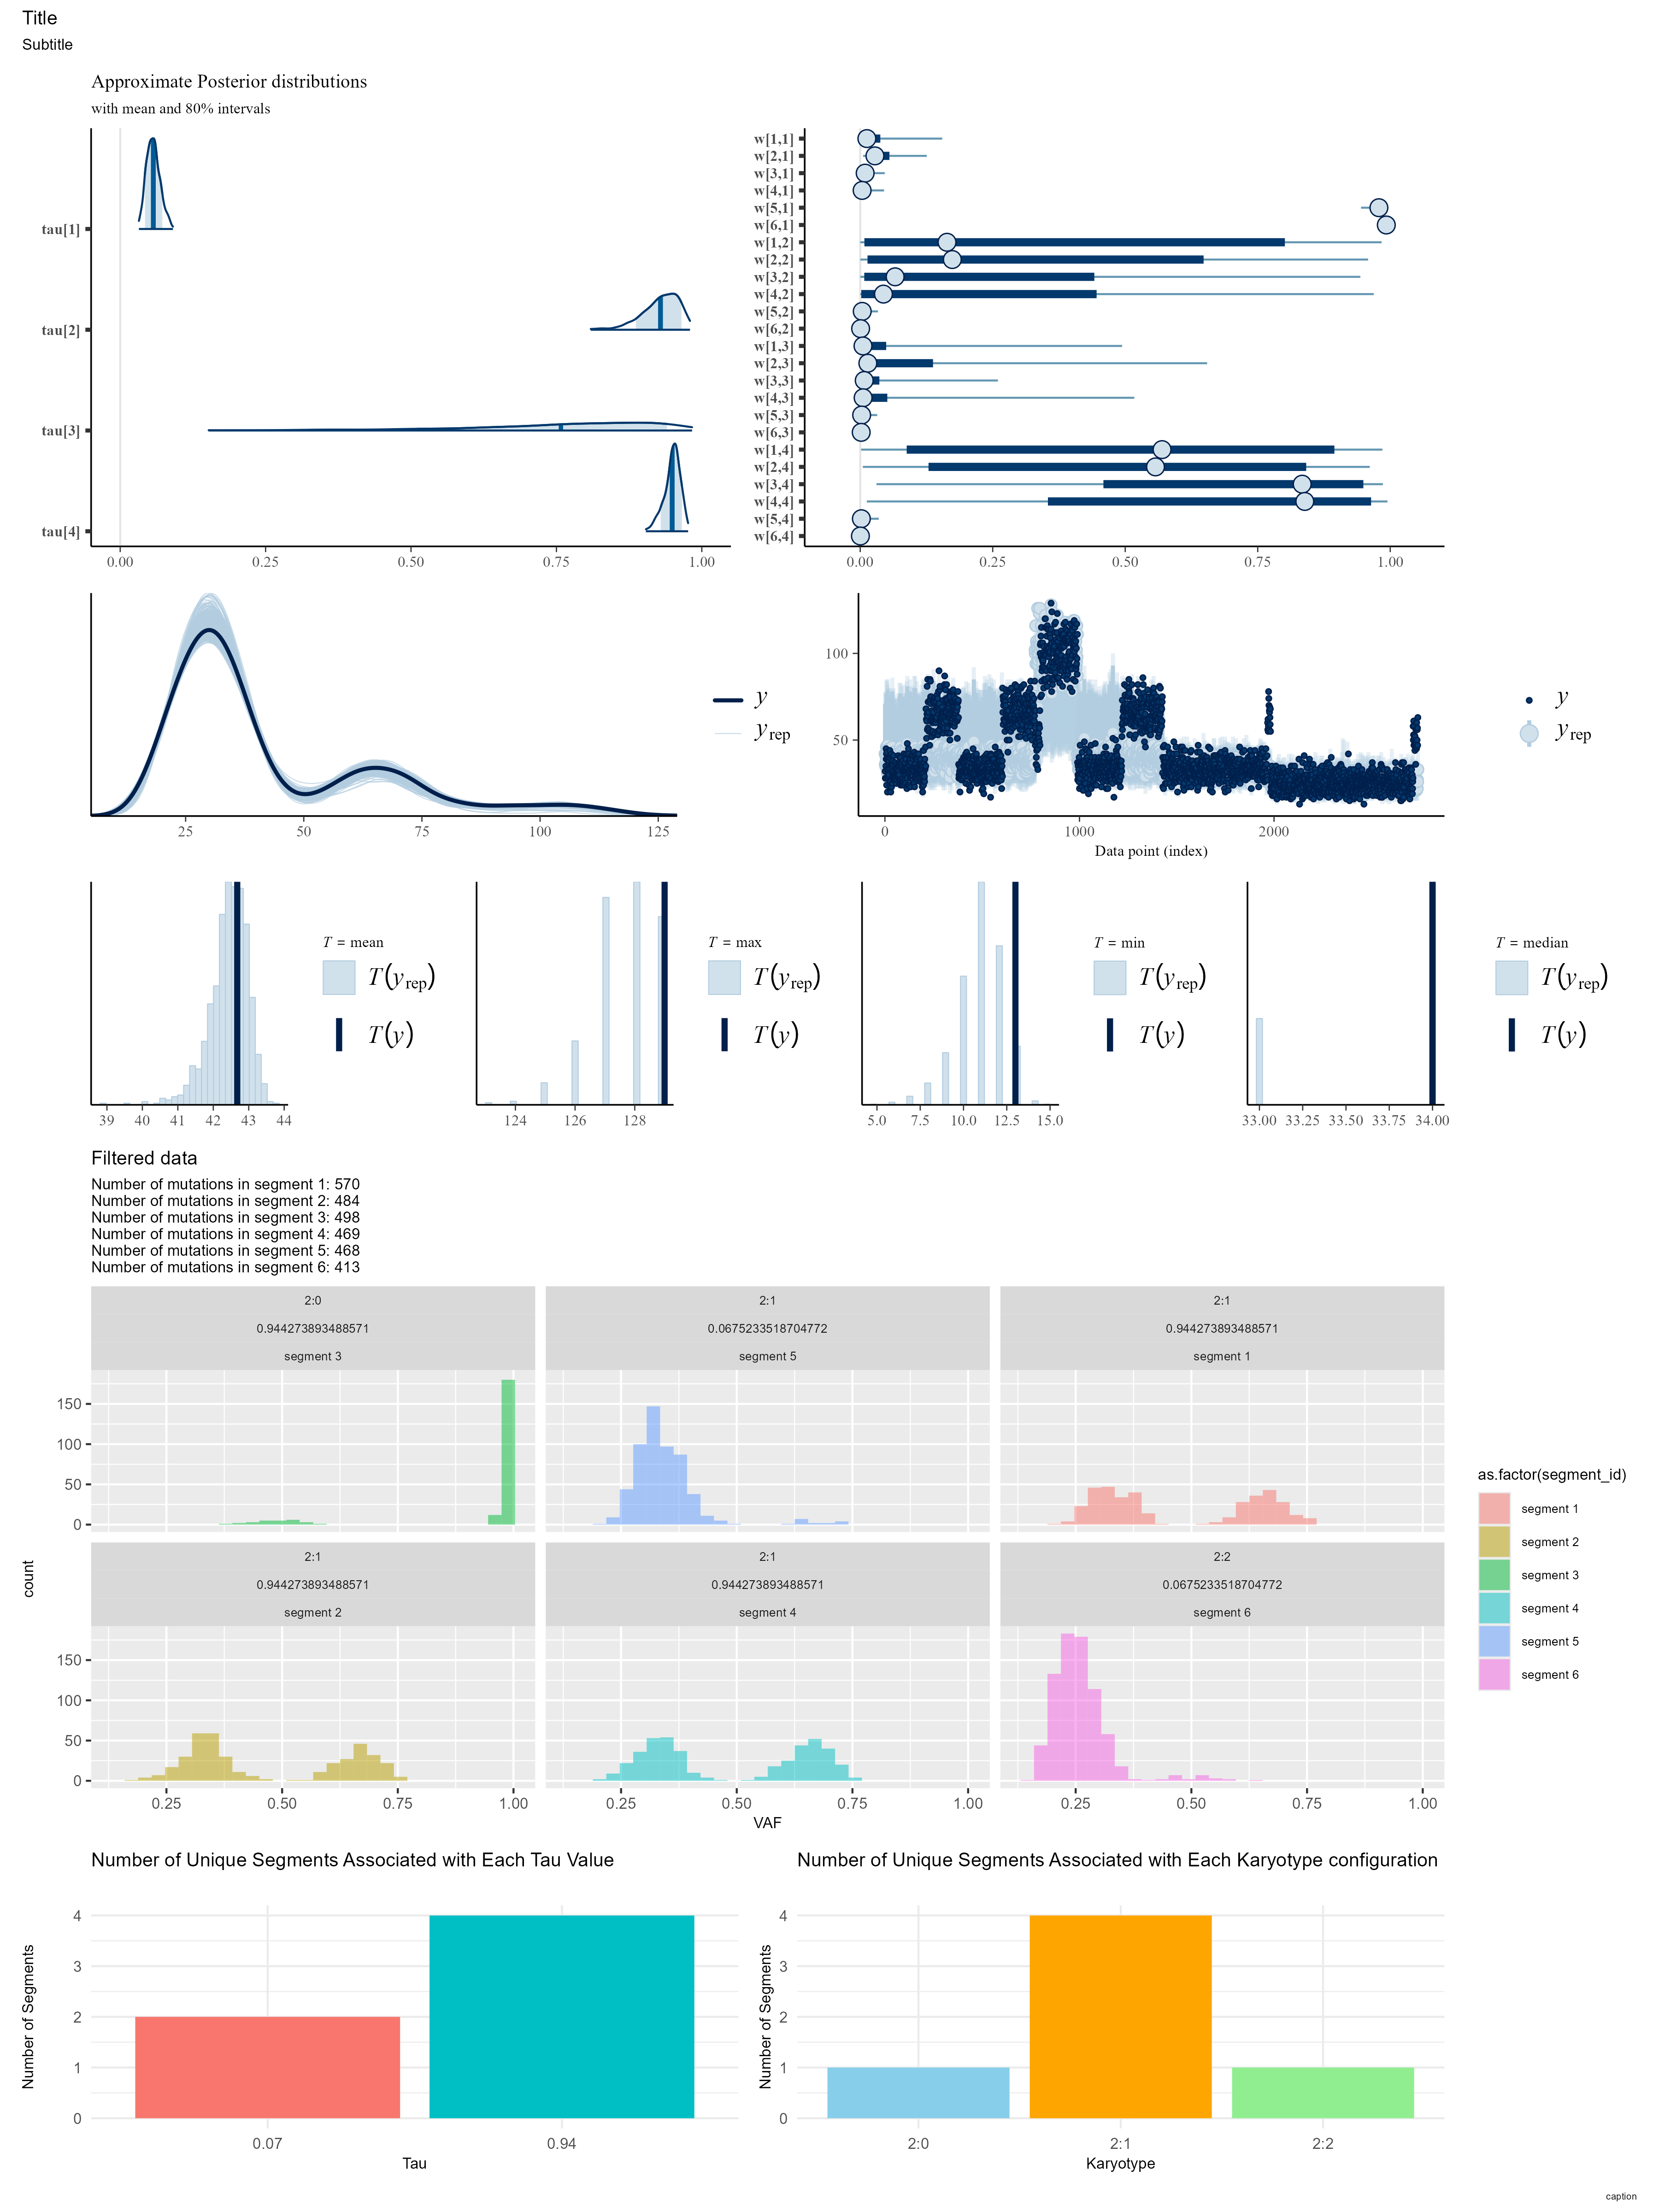 Title
Subtitle
Approximate Posterior distributions
with mean and 80% intervals
tau[1]
tau[2]
tau[3]
tau[4]
0.00 0.25 0.50 0.75 1.00
w[1,1]
w[2,1]
w[3,1]
w[4,1]
w[5,1]
w[6,1]
w[1,2]
w[2,2]
w[3,2]
w[4,2]
w[5,2]
w[6,2]
w[1,3]
w[2,3]
w[3,3]
w[4,3]
w[5,3]
w[6,3]
w[1,4]
w[2,4]
w[3,4]
w[4,4]
w[5,4]
w[6,4]
0.00 0.25 0.50 0.75 1.00
25 50 75 100 125
y
yrep
100
50
0 1000 2000
Data point (index)
y
yrep
39 40 41 42 43 44
T = mean
T(yrep)
T(y)
124 126 128
T = max
T(yrep)
T(y)
5.0 7.5 10.0 12.5 15.0
T = min
T(yrep)
T(y)
33.00 33.25 33.50 33.75 34.00
T = median
T(yrep)
T(y)
Filtered data
Number of mutations in segment 1: 570
Number of mutations in segment 2: 484
Number of mutations in segment 3: 498
Number of mutations in segment 4: 469
Number of mutations in segment 5: 468
Number of mutations in segment 6: 413
2:0
0.944273893488571
segment 3
2:1
0.0675233518704772
segment 5
2:1
0.944273893488571
segment 1
150
100
50
0
2:1
0.944273893488571
segment 2
2:1
0.944273893488571
segment 4
2:2
0.0675233518704772
segment 6
150
100
50
0
count
0.25 0.50 0.75 1.00
0.25 0.50 0.75 1.00
0.25 0.50 0.75 1.00
VAF
as.factor(segment_id)
segment 1
segment 2
segment 3
segment 4
segment 5
segment 6
Number of Unique Segments Associated with Each Tau Value
4
3
2
1
0
Number of Segments
0.07 0.94
Tau
Number of Unique Segments Associated with Each Karyotype configuration
4
3
2
1
0
Number of Segments
2:0 2:1 2:2
Karyotype
caption